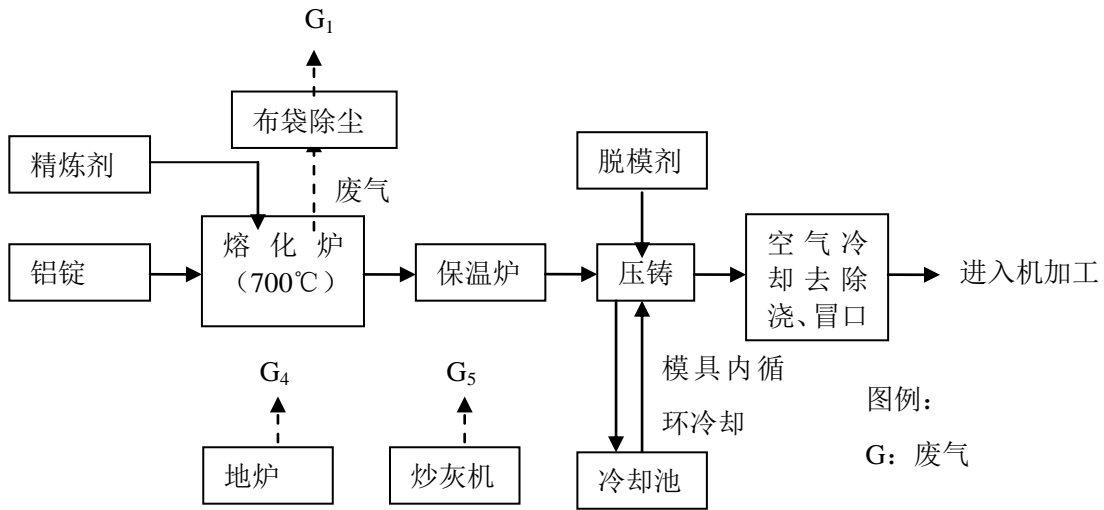 G₁
布袋除尘
精炼剂
脱模剂
废气
铝锭
熔化炉
（700℃）
保温炉
压铸
空气冷
却去除
浇、冒口
进入机加工
模具内循
环冷却
G₄
G₅
图例：
G：废气
地炉
炒灰机
冷却池